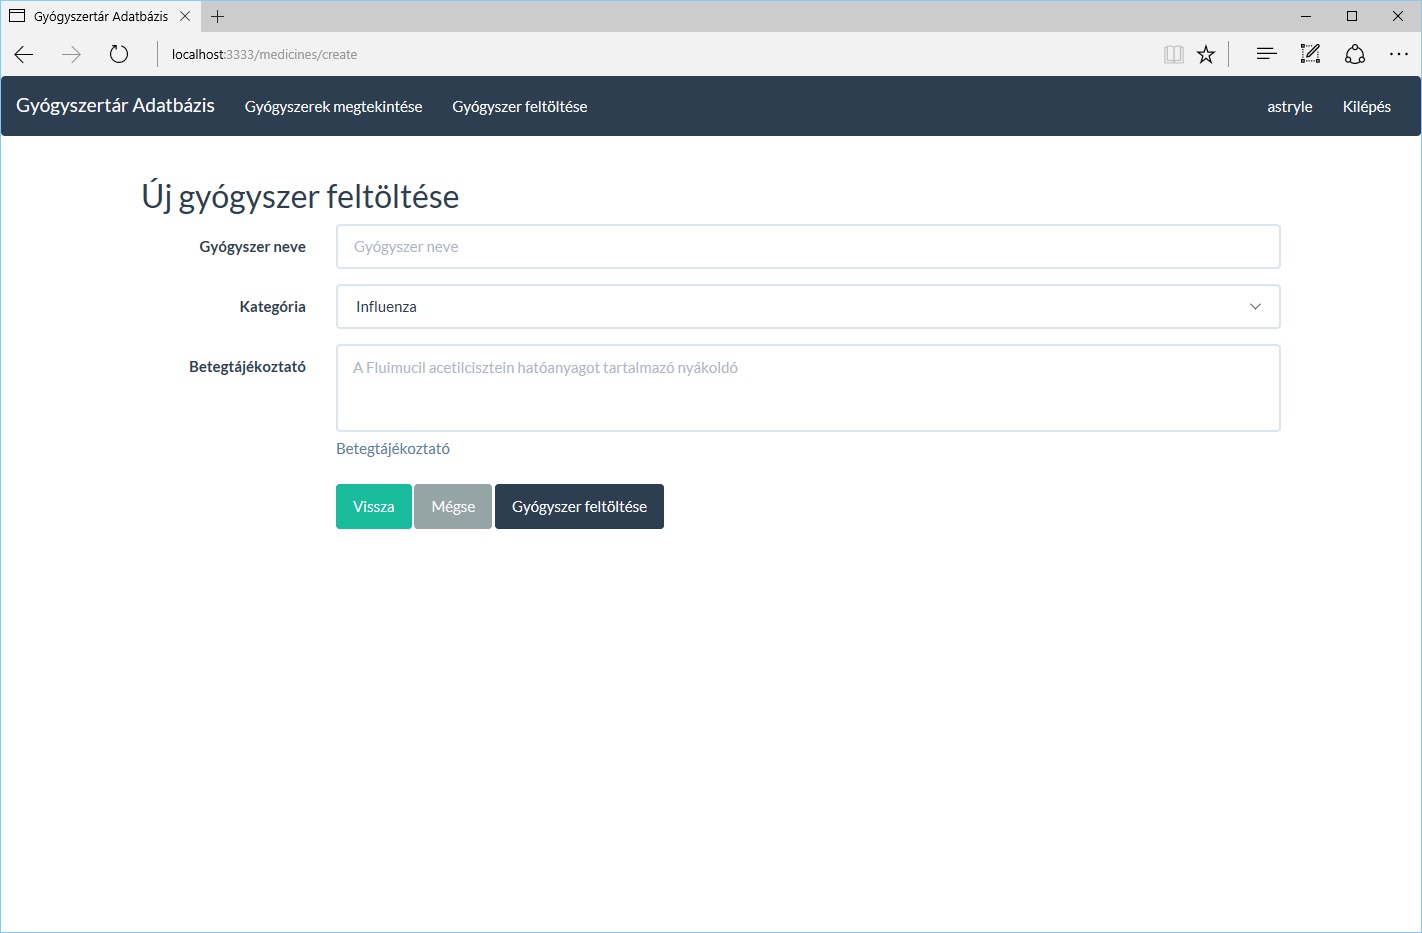 Gyógyszertár Adatbázis
localhost:3333/medicines/create
Gyógyszertár Adatbázis Gyógyszerek megtekintése Gyógyszer feltöltése astryle Kilépés
Új gyógyszer feltöltése
Gyógyszer neve Gyógyszer neve
Kategória Influenza
Betegtájékoztató A Fluimucil acetilcisztein hatóanyagot tartalmazó nyákoldó
Betegtájékoztató
Vissza Mégse Gyógyszer feltöltése